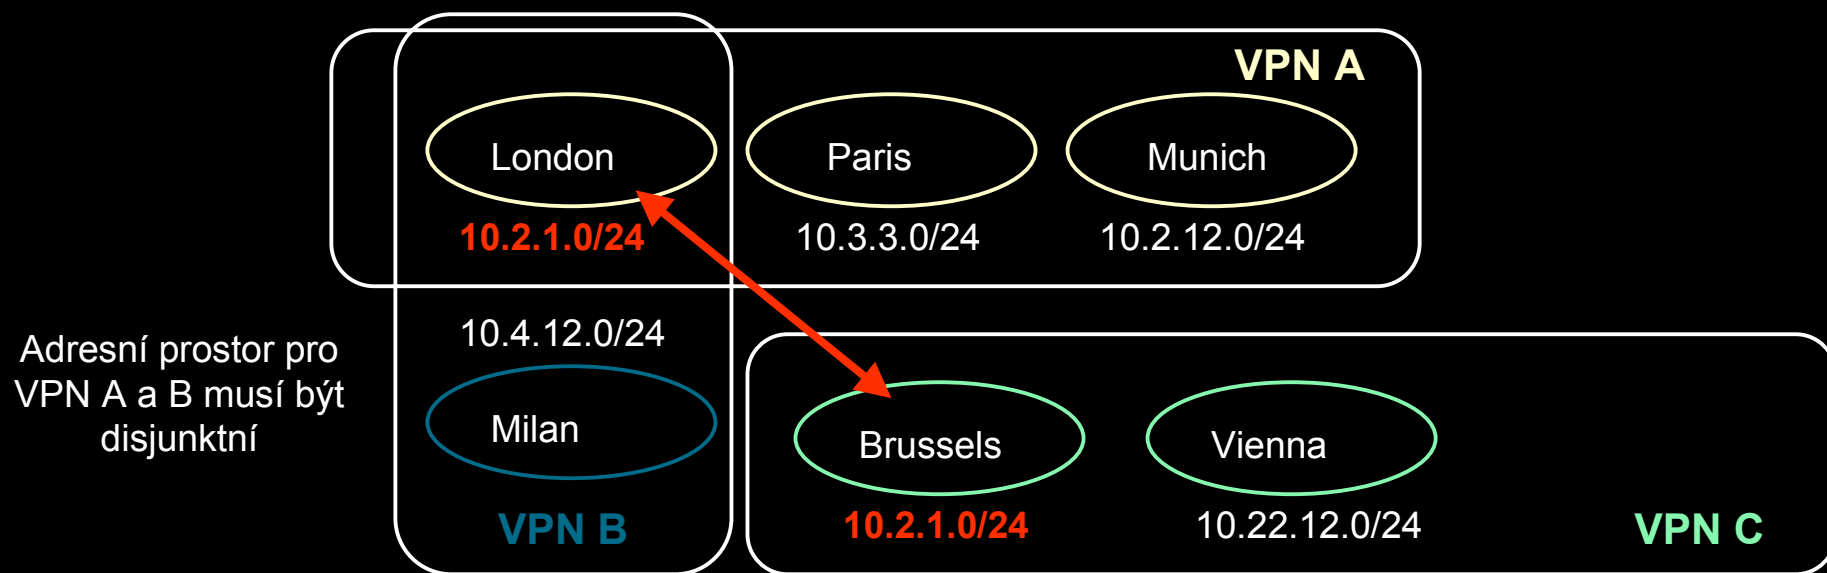 VPN A
London
Paris
Munich
10.2.1.0/24
10.3.3.0/24
10.2.12.0/24
10.4.12.0/24
Adresní prostor pro
VPN A a B musí být
disjunktní
Milan
VPN B
Brussels
Vienna
10.2.1.0/24
10.22.12.0/24
VPN C